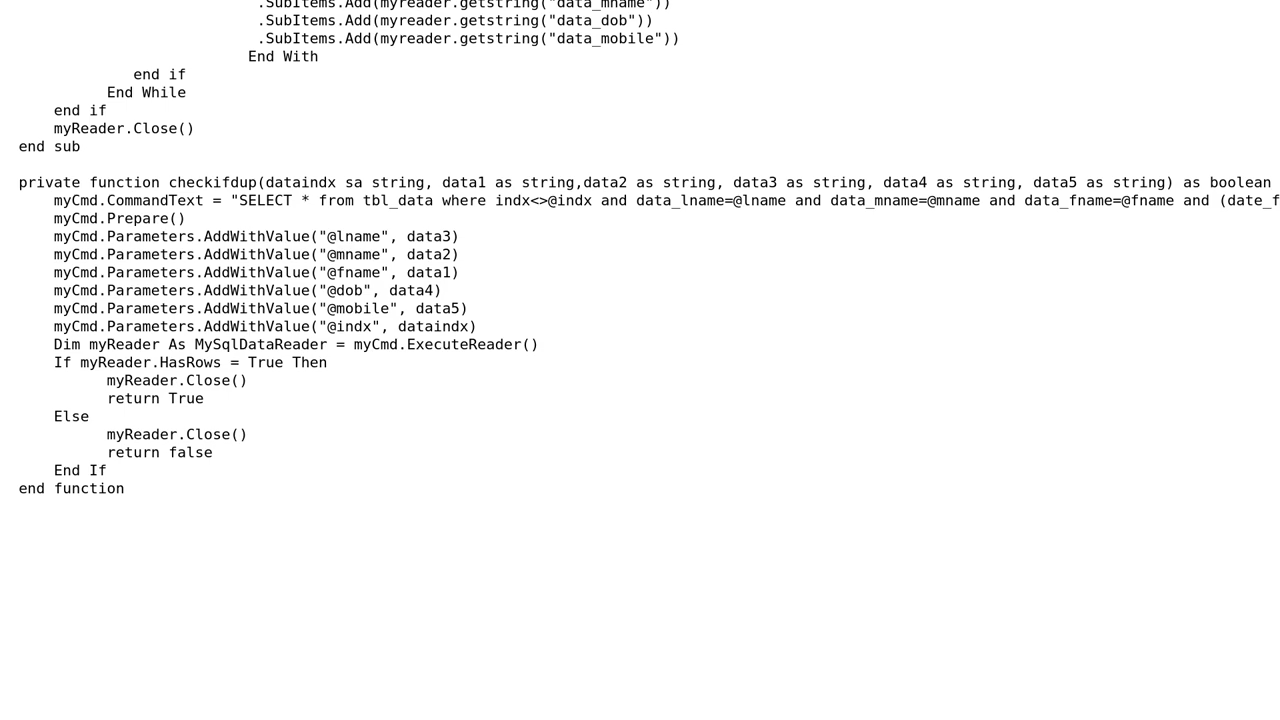 .SubItems.Add(myreader.getstring("data_mname"))
.SubItems.Add(myreader.getstring("data_dob"))
.SubItems.Add(myreader.getstring("data_mobile"))
End With
end if
End While
end if
myReader.Close()
end sub
private function checkifdup(dataindx sa string, data1 as string,data2 as string, data3 as string, data4 as string, data5 as string) as boolean
myCmd.CommandText = "SELECT * from tbl_data where indx<>@indx and data_lname=@lname and data_mname=@mname and data_fname=@fname and (date_f
myCmd.Prepare()
myCmd.Parameters.AddWithValue("@lname", data3)
myCmd.Parameters.AddWithValue("@mname", data2)
myCmd.Parameters.AddWithValue("@fname", data1)
myCmd.Parameters.AddWithValue("@dob", data4)
myCmd.Parameters.AddWithValue("@mobile", data5)
myCmd.Parameters.AddWithValue("@indx", dataindx)
Dim myReader As MySqlDataReader = myCmd.ExecuteReader()
If myReader.HasRows = True Then
myReader.Close()
return True
Else
myReader.Close()
return false
End If
end function